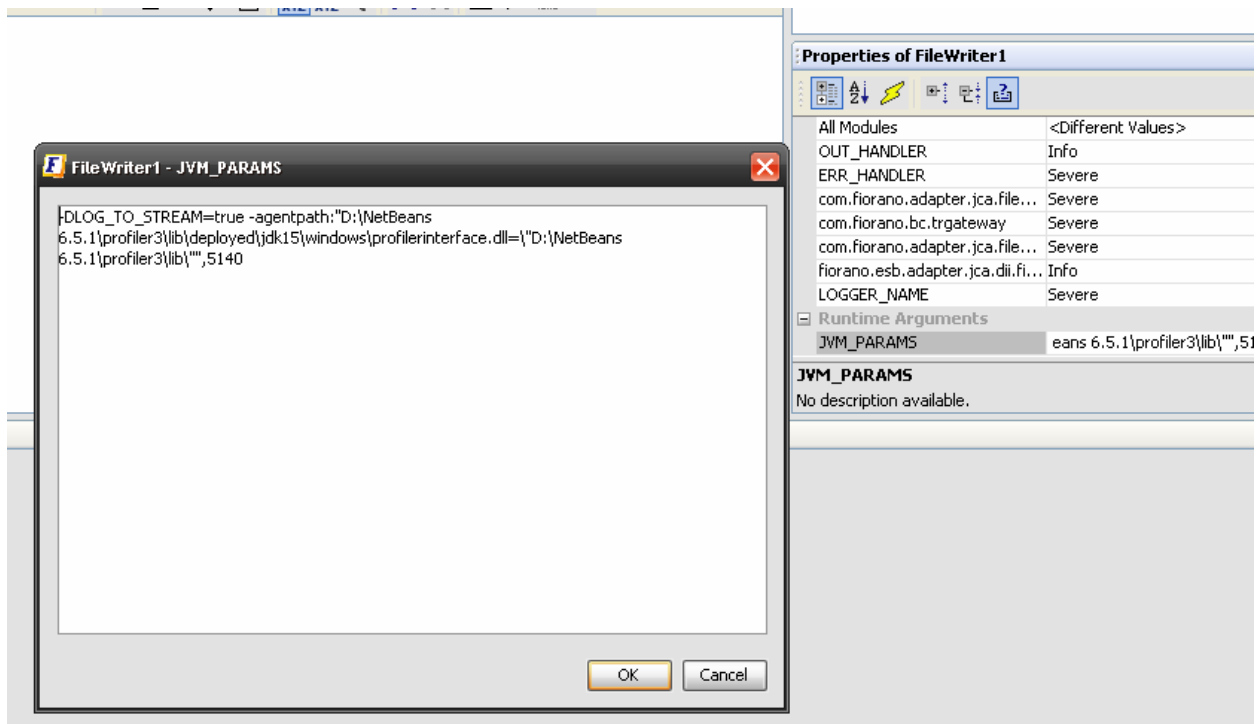 Properties of FileWriter1
All Modules <Different Values>
OUT_HANDLER Info
ERR_HANDLER Severe
com.fiorano.adapter.jca.file... Severe
com.fiorano.bc.trgateway Severe
com.fiorano.adapter.jca.file... Severe
fiorano.esb.adapter.jca.dii.fi... Info
LOGGER_NAME Severe
Runtime Arguments
JVM_PARAMS eans 6.5.1\profiler3\lib\"",51
JVM_PARAMS
No description available.
FileWriter1 - JVM_PARAMS
-DLOG_TO_STREAM=true -agentpath:"D:\NetBeans
6.5.1\profiler3\lib\deployed\jdk15\windows\profilerinterface.dll=\"D:\NetBeans
6.5.1\profiler3\lib\"",5140
OK Cancel